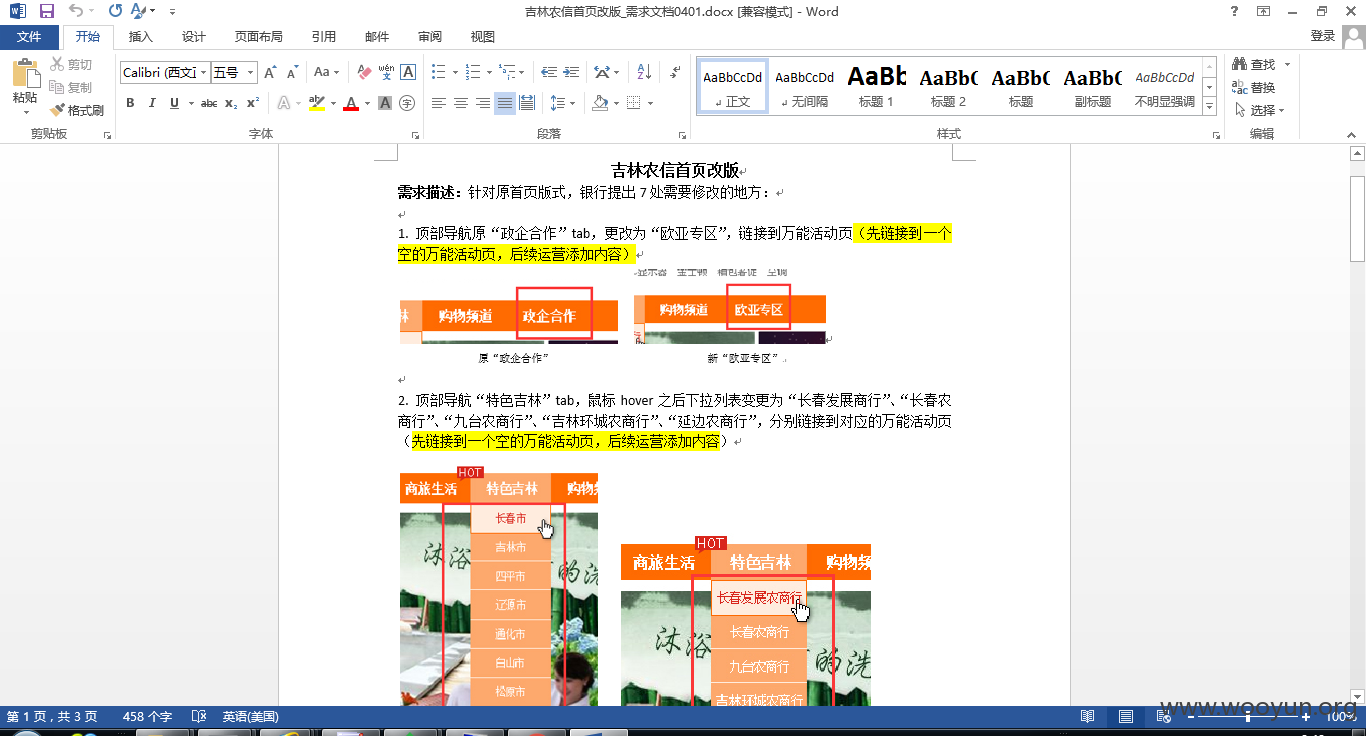 吉林农信首页改版_需求文档0401.docx [兼容模式] - Word
文件 开始 插入 设计 页面布局 引用 邮件 审阅 视图 登录
剪切
复制
格式刷
粘贴
Calibri (西文 五号
AaBbCcDd AaBbCcDd AaBb AaBbC AaBbC AaBbC AaBbCcDd
正文 无间隔 标题 1 标题 2 标题 副标题 不明显强调
查找
替换
选择
剪贴板 字体 段落 样式 编辑
吉林农信首页改版
需求描述：针对原首页版式，银行提出 7 处需要修改的地方：
1. 顶部导航原“政企合作”tab，更改为“欧亚专区”，链接到万能活动页（先链接到一个
空的万能活动页，后续运营添加内容）
林 购物频道 政企合作
购物频道 欧亚专区
原“政企合作” 新“欧亚专区”
2. 顶部导航“特色吉林”tab，鼠标 hover 之后下拉列表变更为“长春发展商行”、“长春农
商行”、“九台农商行”、“吉林环城农商行”、“延边农商行”，分别链接到对应的万能活动页
（先链接到一个空的万能活动页，后续运营添加内容）
HOT
商旅生活 特色吉林 购物频
长春市
吉林市
四平市
辽源市
通化市
白山市
松原市
沐浴 的洗
HOT
商旅生活 特色吉林 购物频
长春发展农商行
长春农商行
九台农商行
吉林环城农商行
沐浴 的洗
第 1 页，共 3 页 458 个字 英语(美国) 100%
www.wooyun.org